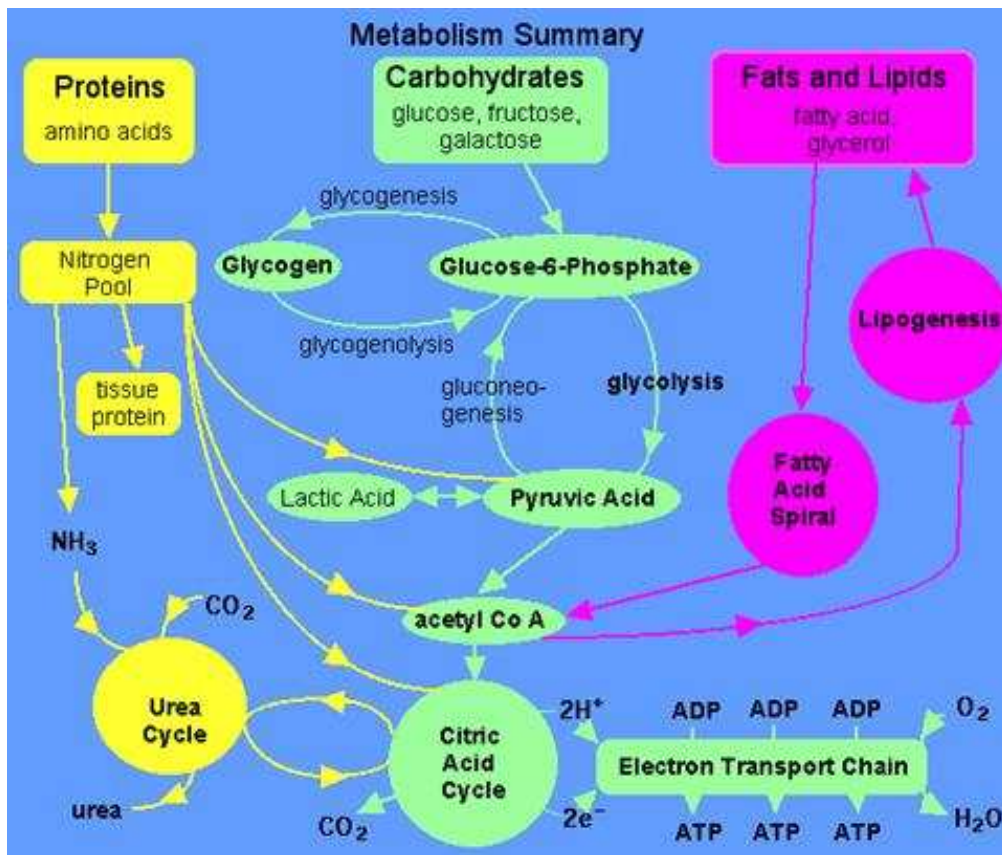 Metabolism Summary
Proteins
amino acids
Carbohydrates
glucose, fructose,
galactose
Fats and Lipids
fatty acid,
glycerol
glycogenesis
Nitrogen
Pool
Glycogen
Glucose-6-Phosphate
Lipogenesis
glycogenolysis
tissue
protein
gluconeo-
genesis
glycolysis
Fatty
Acid
Spiral
Lactic Acid
Pyruvic Acid
NH₃
CO₂
acetyl Co A
Urea
Cycle
Citric
Acid
Cycle
2H⁺
ADP ADP ADP
O₂
Electron Transport Chain
urea
CO₂
2e⁻
ATP ATP ATP
H₂O